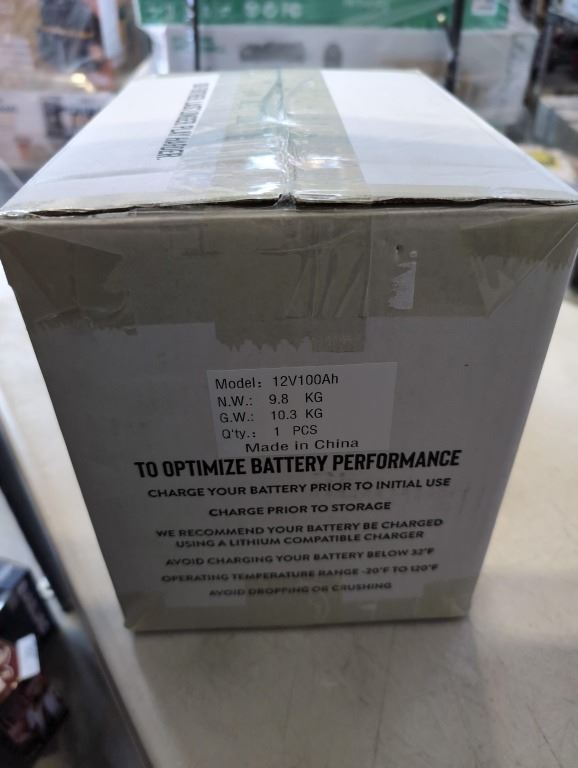 Model: 12V100Ah
N.W.: 9.8 KG
G.W.: 10.3 KG
Q'ty.: 1 PCS
Made in China
TO OPTIMIZE BATTERY PERFORMANCE
CHARGE YOUR BATTERY PRIOR TO INITIAL USE
CHARGE PRIOR TO STORAGE
WE RECOMMEND YOUR BATTERY BE CHARGED
USING A LITHIUM COMPATIBLE CHARGER
AVOID CHARGING YOUR BATTERY BELOW 32°F
OPERATING TEMPERATURE RANGE -20°F TO 120°F
AVOID DROPPING OR CRUSHING